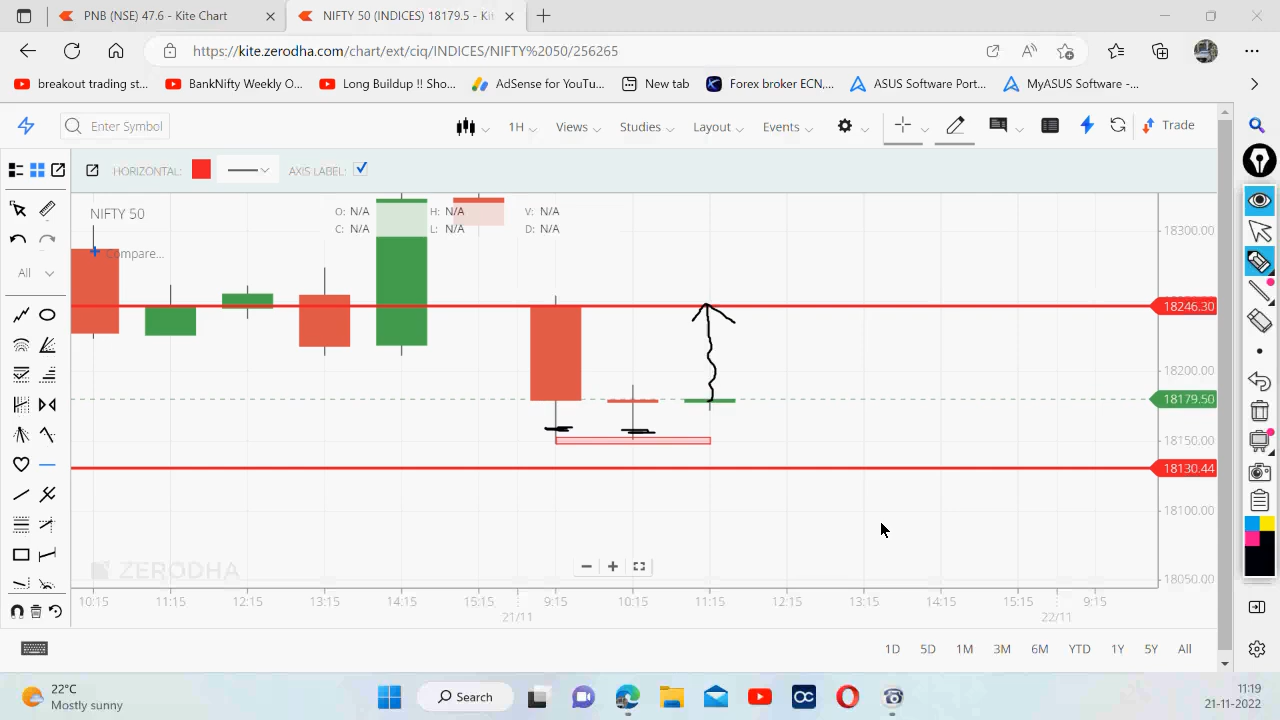 PNB (NSE) 47.6 - Kite Chart
NIFTY 50 (INDICES) 18179.5 - Ki
https://kite.zerodha.com/chart/ext/ciq/INDICES/NIFTY%2050/256265
breakout trading st...
BankNifty Weekly O...
Long Buildup !! Sho...
AdSense for YouTu...
New tab
Forex broker ECN,...
ASUS Software Port...
MyASUS Software -...
Enter Symbol
1H
Views
Studies
Layout
Events
Trade
HORIZONTAL:
AXIS LABEL:
NIFTY 50
O: N/A H: N/A V: N/A
C: N/A L: N/A D: N/A
Compare...
All
18300.00
18246.30
18200.00
18179.50
18150.00
18130.44
18100.00
18050.00
ZERODHA
10:15 11:15 12:15 13:15 14:15 15:15 9:15 10:15 11:15 12:15 13:15 14:15 15:15 9:15
21/11 22/11
1D 5D 1M 3M 6M YTD 1Y 5Y All
22°C
Mostly sunny
Search
OC
11:19
21-11-2022